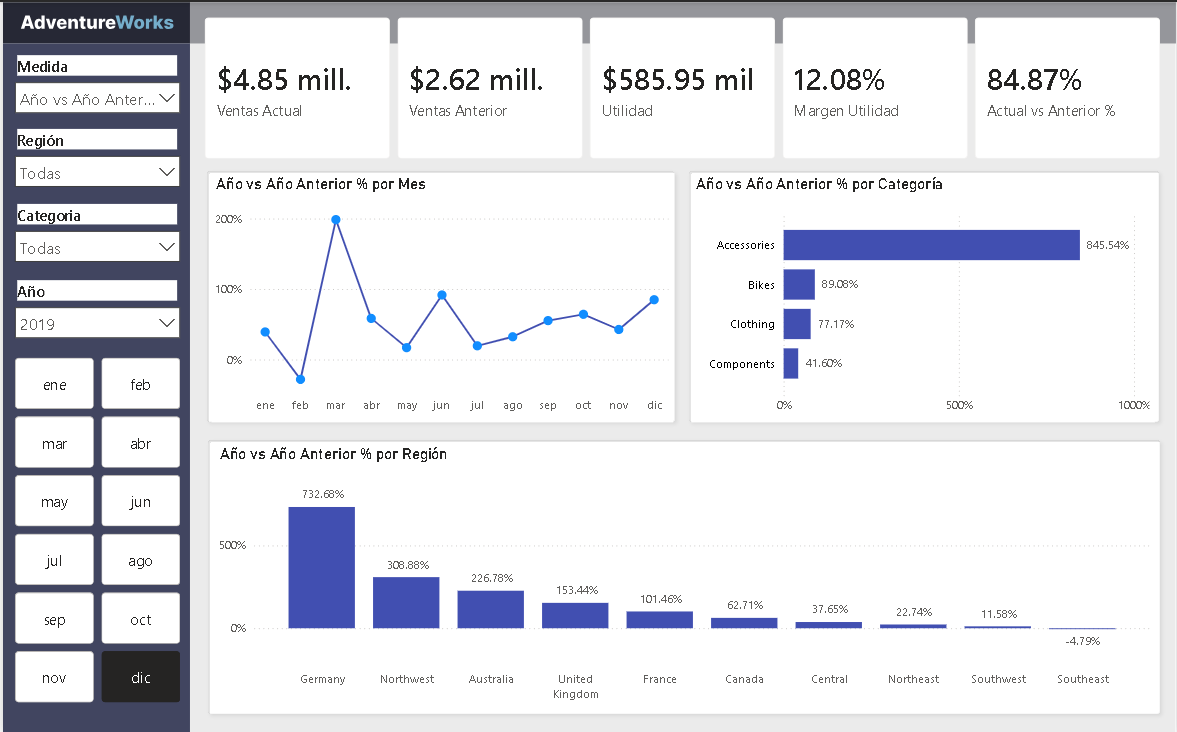 AdventureWorks
Medida
Año vs Año Anter...
Región
Todas
Categoria
Todas
Año
2019
ene
feb
mar
abr
may
jun
jul
ago
sep
oct
nov
dic
$4.85 mill.
Ventas Actual
$2.62 mill.
Ventas Anterior
$585.95 mil
Utilidad
12.08%
Margen Utilidad
84.87%
Actual vs Anterior %
Año vs Año Anterior % por Mes
200%
100%
0%
ene feb mar abr may jun jul ago sep oct nov dic
Año vs Año Anterior % por Categoría
Accessories 845.54%
Bikes 89.08%
Clothing 77.17%
Components 41.60%
0% 500% 1000%
Año vs Año Anterior % por Región
500%
0%
732.68%
308.88%
226.78%
153.44%
101.46%
62.71%
37.65%
22.74%
11.58%
-4.79%
Germany
Northwest
Australia
United
Kingdom
France
Canada
Central
Northeast
Southwest
Southeast